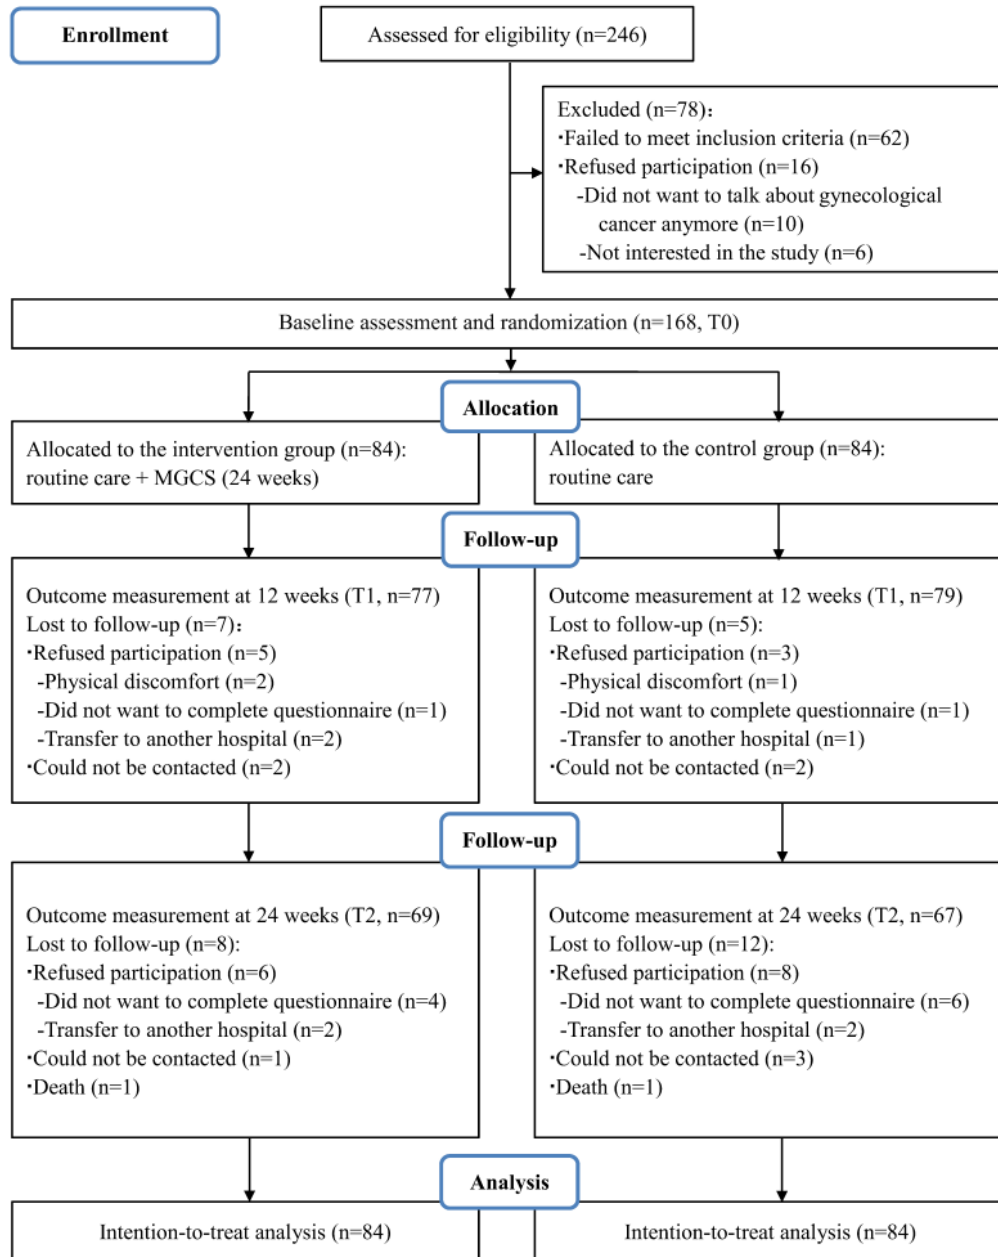 Enrollment
Assessed for eligibility (n=246)
Excluded (n=78):
·Failed to meet inclusion criteria (n=62)
·Refused participation (n=16)
-Did not want to talk about gynecological
cancer anymore (n=10)
-Not interested in the study (n=6)
Baseline assessment and randomization (n=168, T0)
Allocation
Allocated to the intervention group (n=84):
routine care + MGCS (24 weeks)
Allocated to the control group (n=84):
routine care
Follow-up
Outcome measurement at 12 weeks (T1, n=77)
Lost to follow-up (n=7):
·Refused participation (n=5)
-Physical discomfort (n=2)
-Did not want to complete questionnaire (n=1)
-Transfer to another hospital (n=2)
·Could not be contacted (n=2)
Outcome measurement at 12 weeks (T1, n=79)
Lost to follow-up (n=5):
·Refused participation (n=3)
-Physical discomfort (n=1)
-Did not want to complete questionnaire (n=1)
-Transfer to another hospital (n=1)
·Could not be contacted (n=2)
Follow-up
Outcome measurement at 24 weeks (T2, n=69)
Lost to follow-up (n=8):
·Refused participation (n=6)
-Did not want to complete questionnaire (n=4)
-Transfer to another hospital (n=2)
·Could not be contacted (n=1)
·Death (n=1)
Outcome measurement at 24 weeks (T2, n=67)
Lost to follow-up (n=12):
·Refused participation (n=8)
-Did not want to complete questionnaire (n=6)
-Transfer to another hospital (n=2)
·Could not be contacted (n=3)
·Death (n=1)
Analysis
Intention-to-treat analysis (n=84)
Intention-to-treat analysis (n=84)